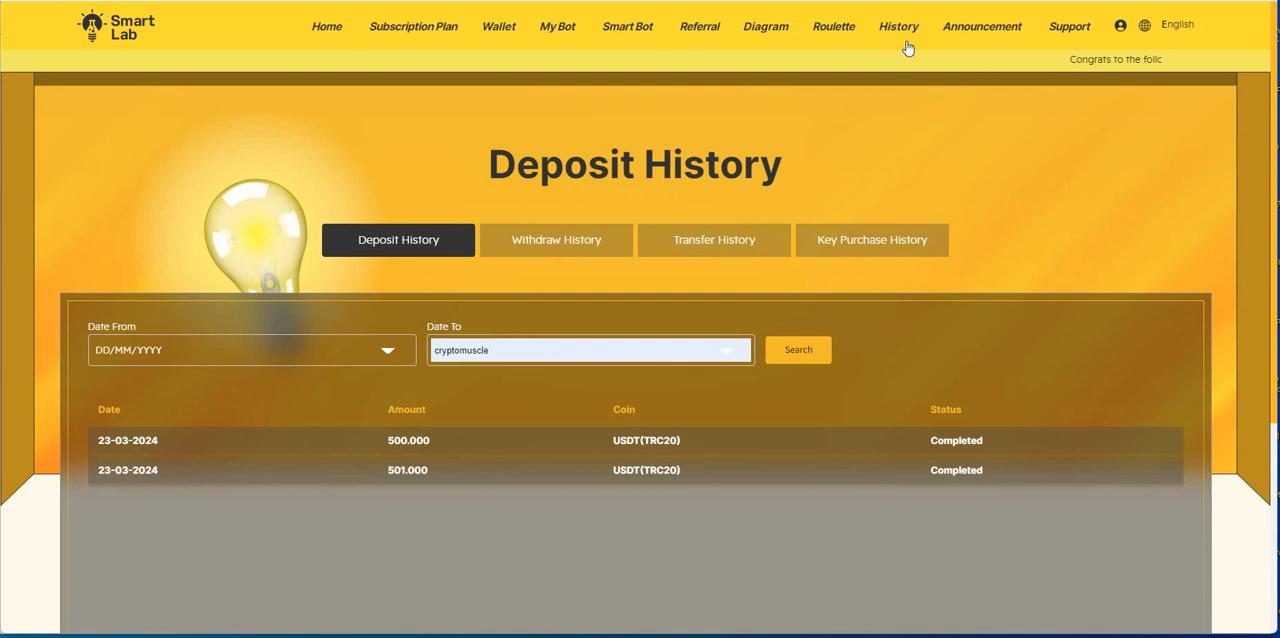 Smart
Lab
Home Subscription Plan Wallet My Bot Smart Bot Referral Diagram Roulette History Announcement Support English
Congrats to the follc
Deposit History
Deposit History Withdraw History Transfer History Key Purchase History
Date From Date To
DD/MM/YYYY cryptomuscle Search
Date Amount Coin Status
23-03-2024 500.000 USDT(TRC20) Completed
23-03-2024 501.000 USDT(TRC20) Completed